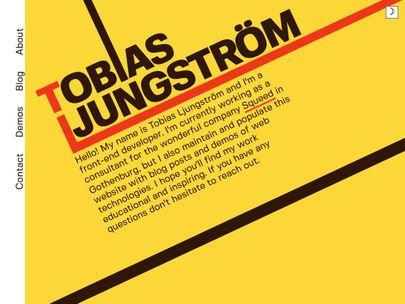 About
Blog
Demos
Contact
TOBIAS
LJUNGSTRÖM
Hello! My name is Tobias Ljungström and I'm a
front-end developer. I'm currently working as a
consultant for the wonderful company Squeed in
Gothenburg, but I also maintain and populate this
website with blog posts and demos of web
technologies. I hope you'll find my work
educational and inspiring. If you have any
questions don't hesitate to reach out.